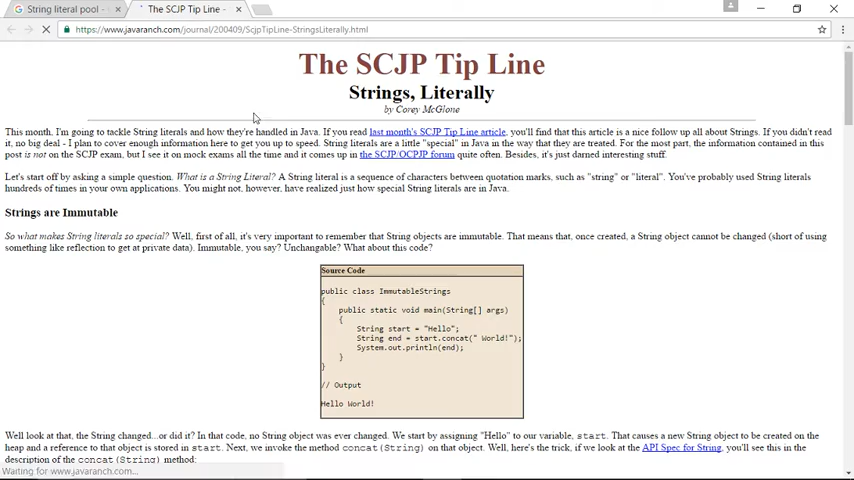 String literal pool -
The SCJP Tip Line -
https://www.javaranch.com/journal/200409/ScjpTipLine-StringsLiterally.html
The SCJP Tip Line
Strings, Literally
by Corey McGlone
This month, I'm going to tackle String literals and how they're handled in Java. If you read last month's SCJP Tip Line article, you'll find that this article is a nice follow up all about Strings. If you didn't read
it, no big deal - I plan to cover enough information here to get you up to speed. String literals are a little "special" in Java in the way that they are treated. For the most part, the information contained in this
post is not on the SCJP exam, but I see it on mock exams all the time and it comes up in the SCJP/OCPJP forum quite often. Besides, it's just darned interesting stuff.
Let's start off by asking a simple question. What is a String Literal? A String literal is a sequence of characters between quotation marks, such as "string" or "literal". You've probably used String literals
hundreds of times in your own applications. You might not, however, have realized just how special String literals are in Java.
Strings are Immutable
So what makes String literals so special? Well, first of all, it's very important to remember that String objects are immutable. That means that, once created, a String object cannot be changed (short of using
something like reflection to get at private data). Immutable, you say? Unchangable? What about this code?
Source Code
public class ImmutableStrings
{
public static void main(String[] args)
{
String start = "Hello";
String end = start.concat(" World!");
System.out.println(end);
}
}
// Output
Hello World!
Well look at that, the String changed...or did it? In that code, no String object was ever changed. We start by assigning "Hello" to our variable, start. That causes a new String object to be created on the
heap and a reference to that object is stored in start. Next, we invoke the method concat(String) on that object. Well, here's the trick, if we look at the API Spec for String, you'll see this in the
description of the concat(String) method:
Waiting for www.javaranch.com...